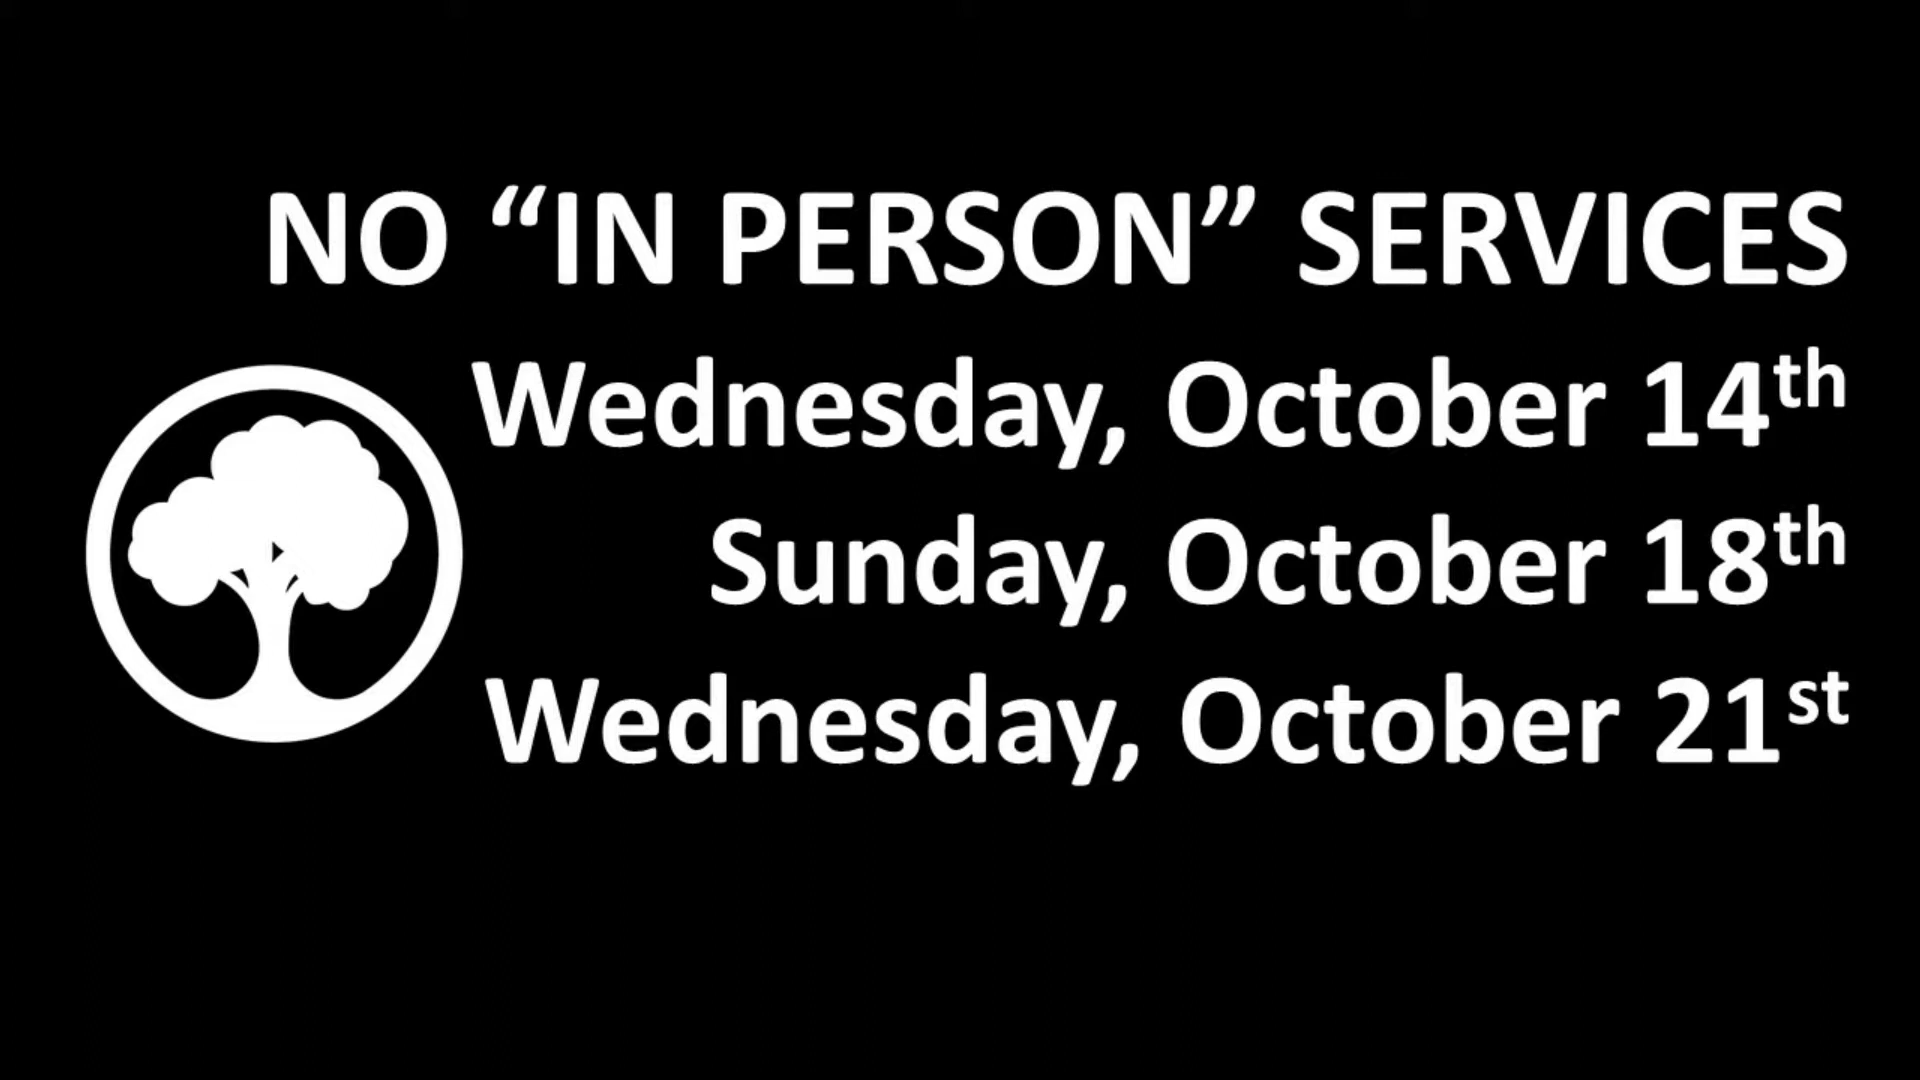 NO “IN PERSON” SERVICES
Wednesday, October 14th
Sunday, October 18th
Wednesday, October 21st